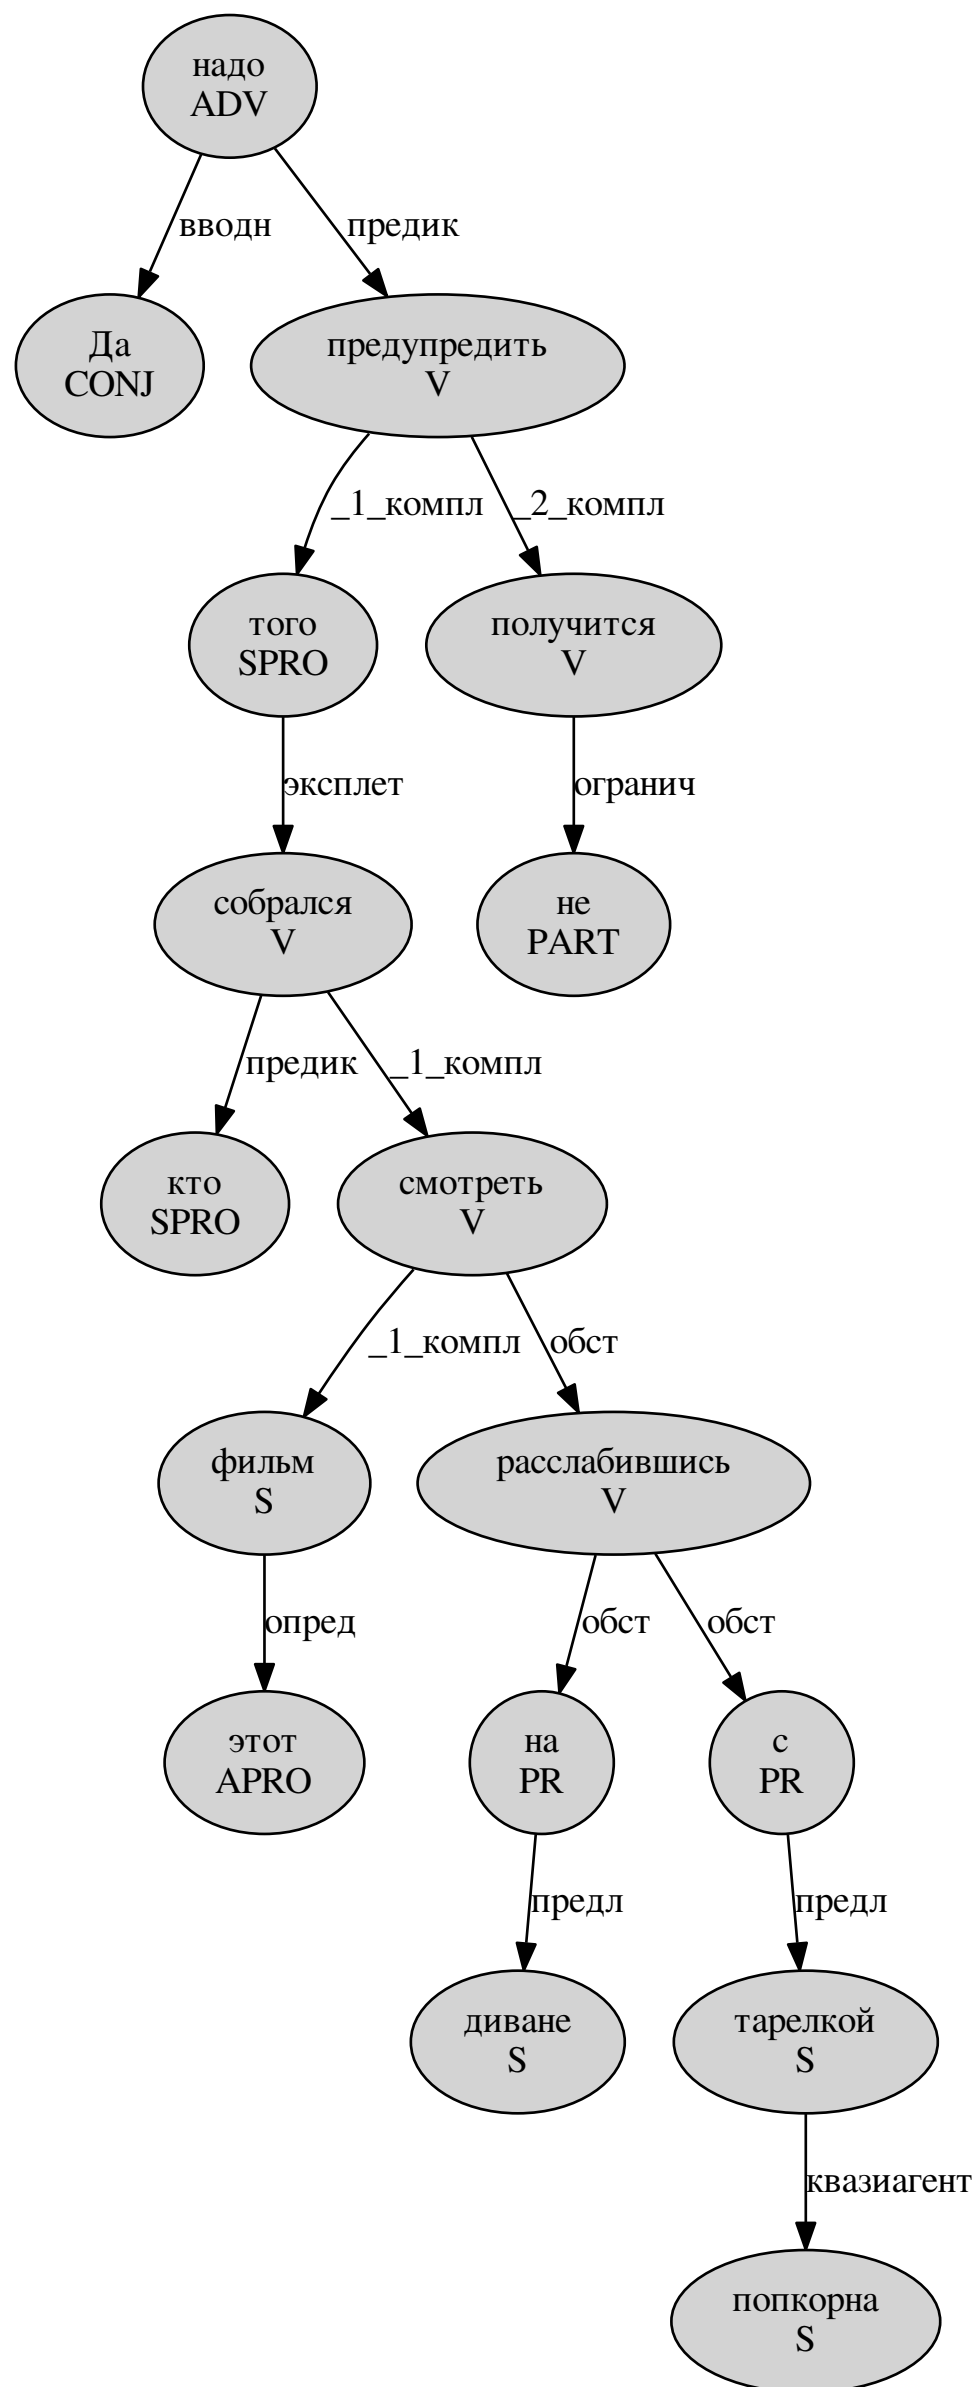 надо
ADV
вводн
предик
Да
CONJ
предупредить
V
_1_компл
_2_компл
того
SPRO
получится
V
эксплет
огранич
собрался
V
не
PART
предик
_1_компл
кто
SPRO
смотреть
V
_1_компл
обст
фильм
S
расслабившись
V
опред
обст
обст
этот
APRO
на
PR
с
PR
предл
предл
диване
S
тарелкой
S
квазиагент
попкорна
S